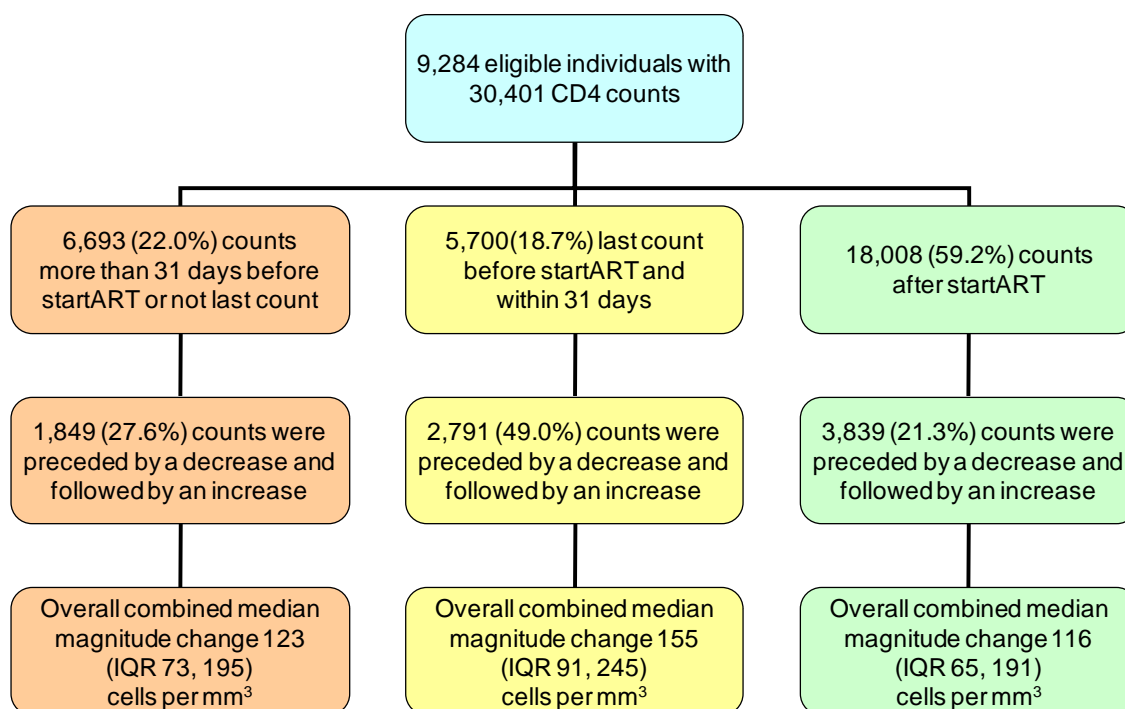 9,284 eligible individuals with
30,401 CD4 counts
6,693 (22.0%) counts
more than 31 days before
startART or not last count
5,700(18.7%) last count
before startART and
within 31 days
18,008 (59.2%) counts
after startART
1,849 (27.6%) counts were
preceded by a decrease and
followed by an increase
2,791 (49.0%) counts were
preceded by a decrease and
followed by an increase
3,839 (21.3%) counts were
preceded by a decrease and
followed by an increase
Overall combined median
magnitude change 123
(IQR 73, 195)
cells per mm³
Overall combined median
magnitude change 155
(IQR 91, 245)
cells per mm³
Overall combined median
magnitude change 116
(IQR 65, 191)
cells per mm³